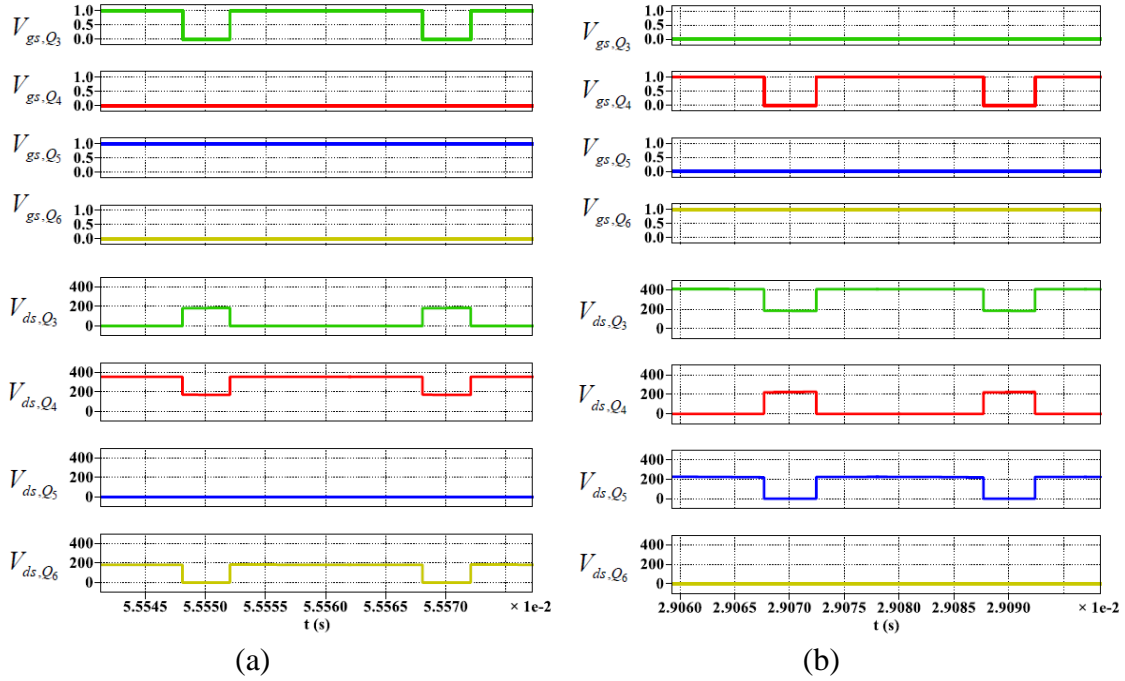 V_gs,Q3 1.0 0.5 0.0
V_gs,Q4 1.0 0.5 0.0
V_gs,Q5 1.0 0.5 0.0
V_gs,Q6 1.0 0.5 0.0
V_ds,Q3 400 200 0
V_ds,Q4 400 200 0
V_ds,Q5 400 200 0
V_ds,Q6 400 200 0
5.5545 5.5550 5.5555 5.5560 5.5565 5.5570 × 1e-2
t (s)
(a)
V_gs,Q3 1.0 0.5 0.0
V_gs,Q4 1.0 0.5 0.0
V_gs,Q5 1.0 0.5 0.0
V_gs,Q6 1.0 0.5 0.0
V_ds,Q3 400 200 0
V_ds,Q4 400 200 0
V_ds,Q5 400 200 0
V_ds,Q6 400 200 0
2.9060 2.9065 2.9070 2.9075 2.9080 2.9085 2.9090 × 1e-2
t (s)
(b)